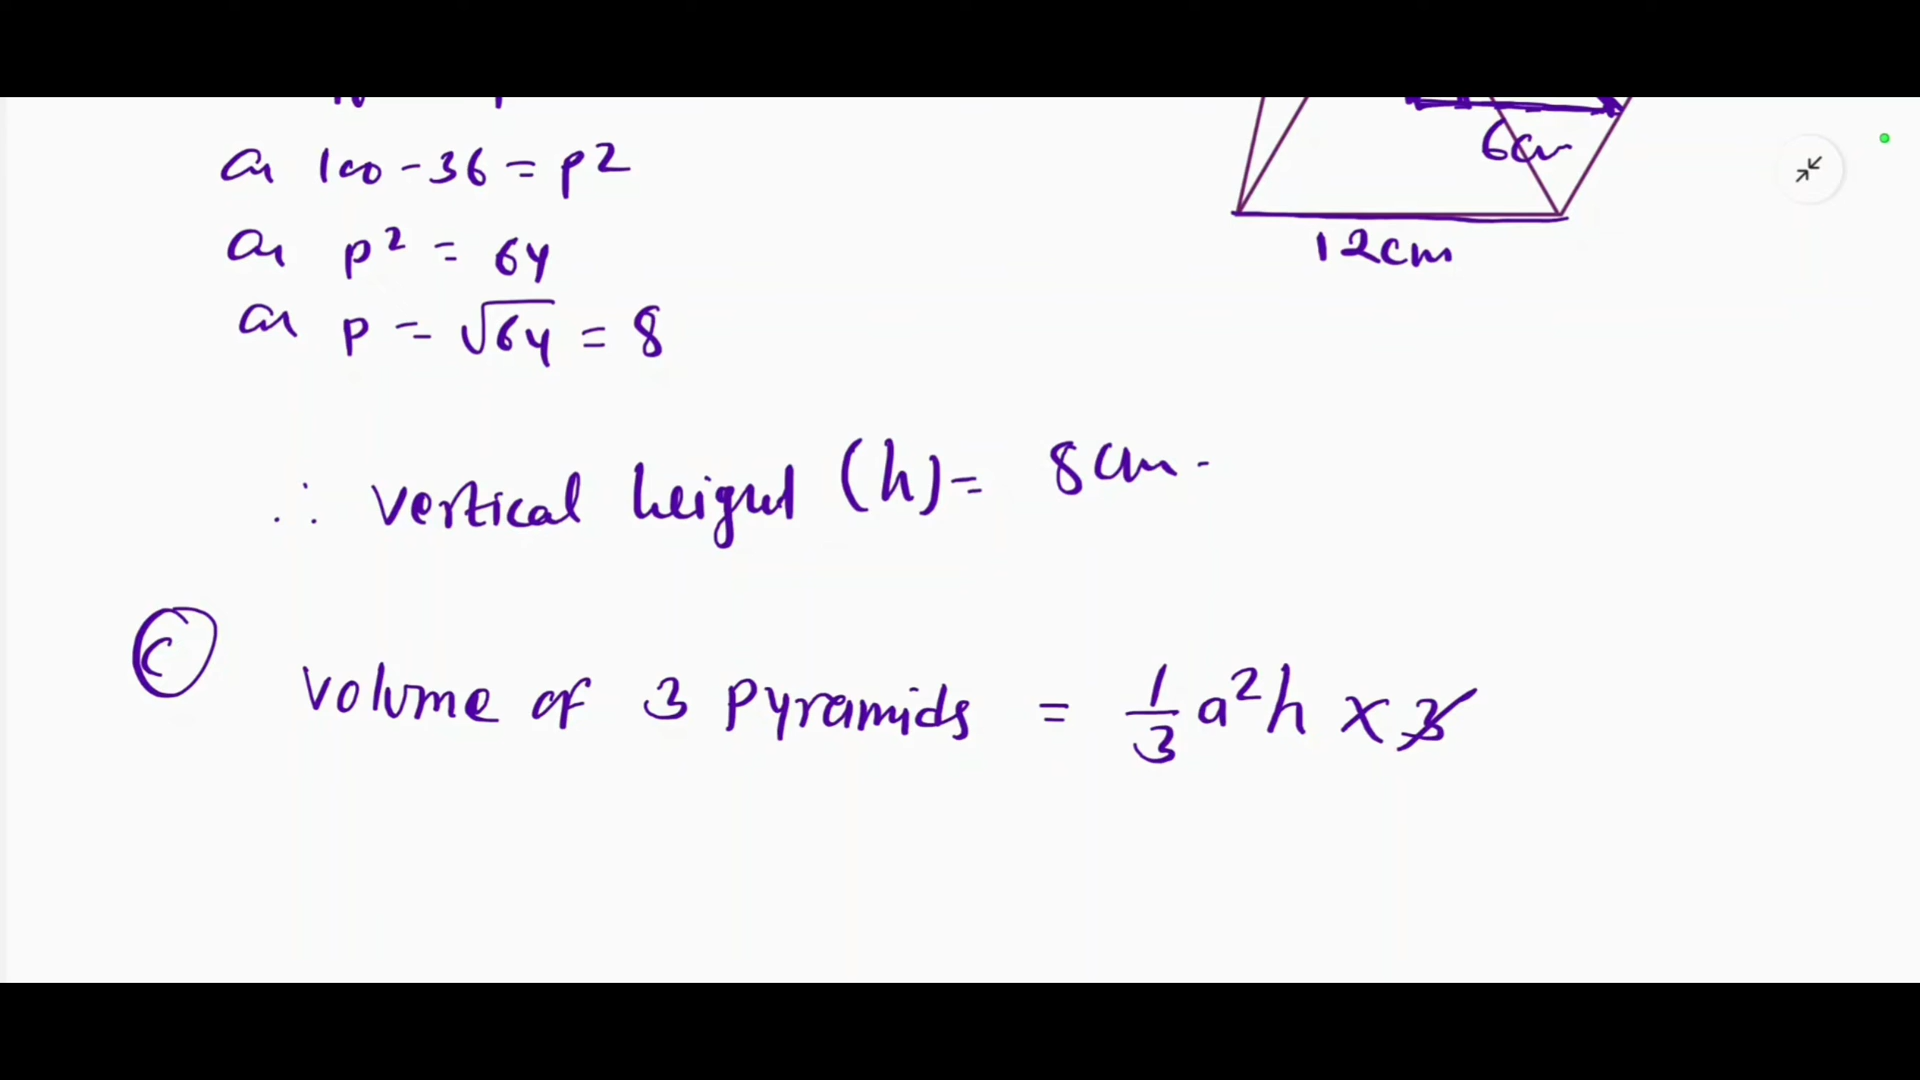 or 100 - 36 = p²
or p² = 64
or p = √64 = 8
6cm
12cm
∴ vertical height (h) = 8cm.
C
Volume of 3 pyramids = 1/3 a²h × 3